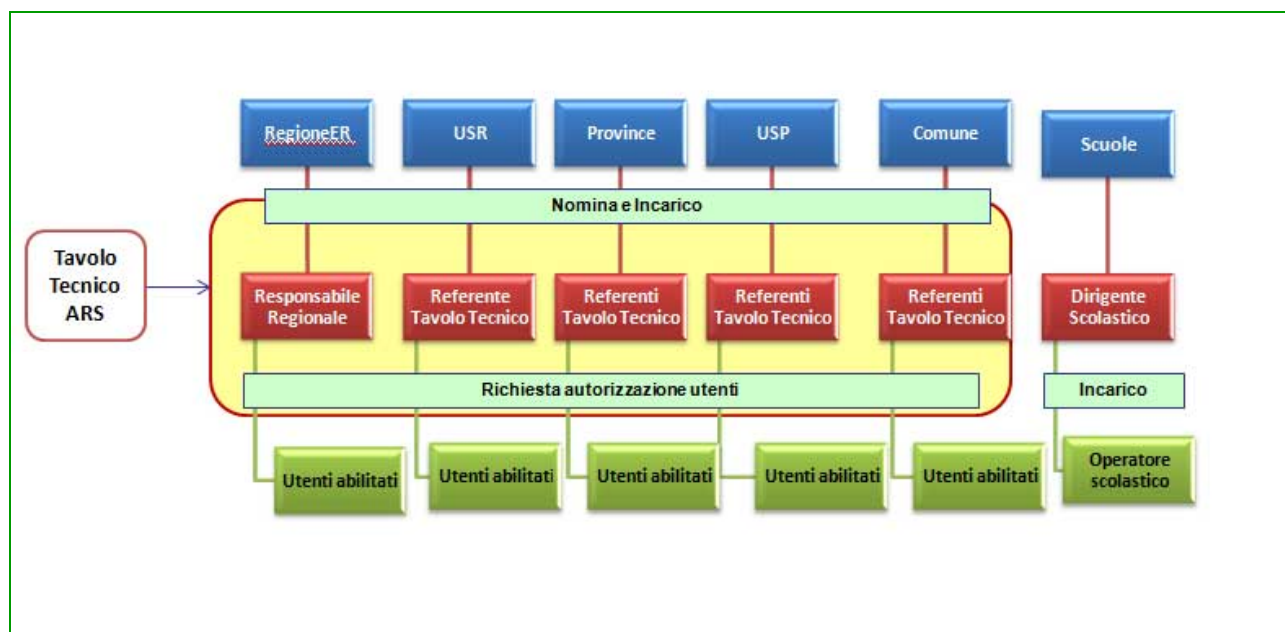 RegioneER
USR
Province
USP
Comune
Scuole
Nomina e Incarico
Tavolo
Tecnico
ARS
Responsabile
Regionale
Referente
Tavolo Tecnico
Referenti
Tavolo Tecnico
Referenti
Tavolo Tecnico
Referenti
Tavolo Tecnico
Dirigente
Scolastico
Richiesta autorizzazione utenti
Incarico
Utenti abilitati
Utenti abilitati
Utenti abilitati
Utenti abilitati
Utenti abilitati
Operatore
scolastico